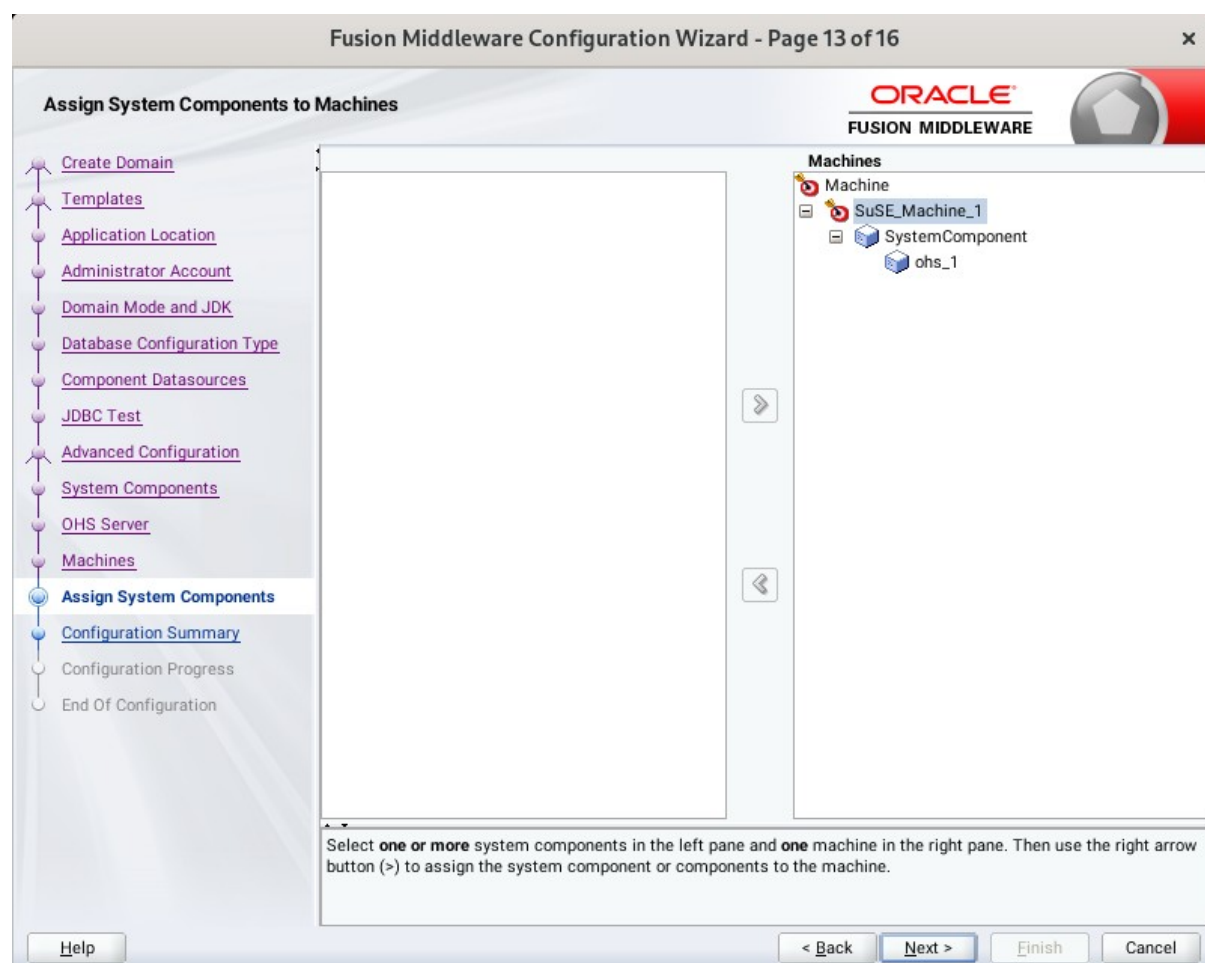 Fusion Middleware Configuration Wizard - Page 13 of 16
×
Assign System Components to Machines
ORACLE
FUSION MIDDLEWARE
Create Domain
Templates
Application Location
Administrator Account
Domain Mode and JDK
Database Configuration Type
Component Datasources
JDBC Test
Advanced Configuration
System Components
OHS Server
Machines
Assign System Components
Configuration Summary
Configuration Progress
End Of Configuration
Machines
Machine
SuSE_Machine_1
SystemComponent
ohs_1
Select one or more system components in the left pane and one machine in the right pane. Then use the right arrow
button (>) to assign the system component or components to the machine.
Help
< Back
Next >
Finish
Cancel